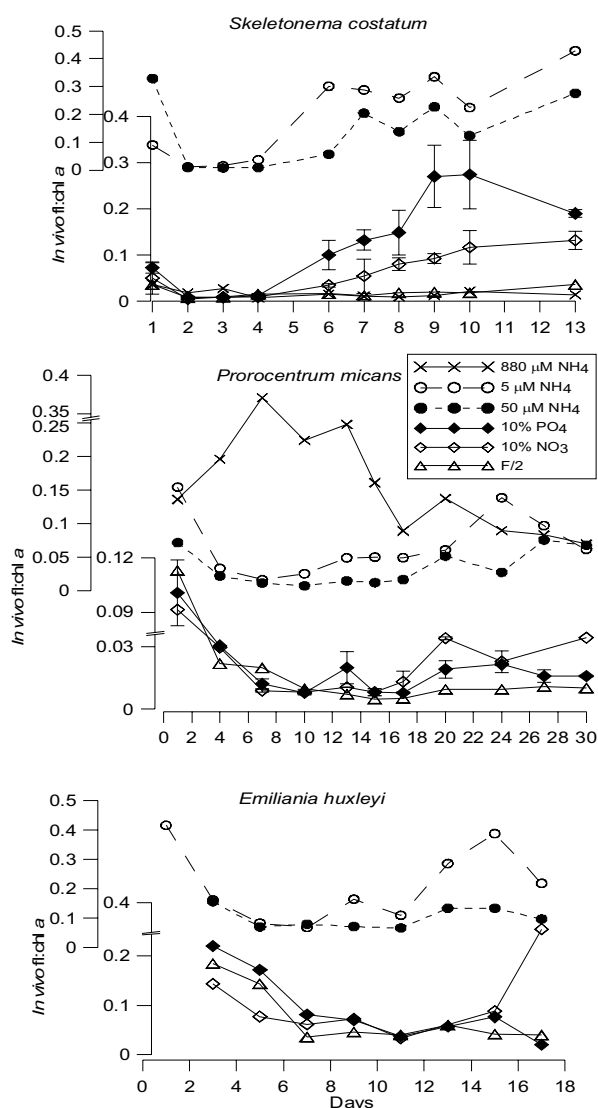 Skeletonema costatum
0.5
0.4
0.3
0.2
0.1
0
0.4
0.3
0.2
0.1
0
In vivo fl:chl a
1 2 3 4 5 6 7 8 9 10 11 12 13
Prorocentrum micans
880 µM NH4
5 µM NH4
50 µM NH4
10% PO4
10% NO3
F/2
0.4
0.35
0.25
0.2
0.15
0.1
0.05
0
0.12
0.09
0.03
0
In vivo fl:chl a
0 2 4 6 8 10 12 14 16 18 20 22 24 26 28 30
Emiliania huxleyi
0.5
0.4
0.3
0.2
0.1
0
0.4
0.2
0.1
0
In vivo fl:chl a
0 2 4 6 8 10 12 14 16 18
Days